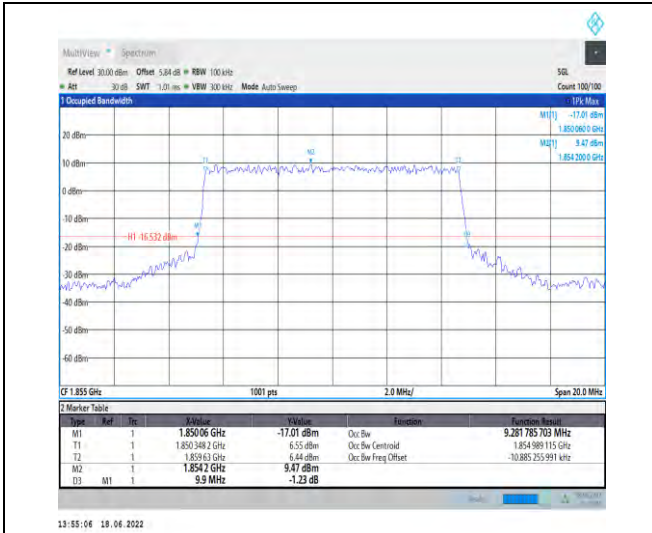 MultiView Spectrum
Ref Level 30.00 dBm Offset 5.84 dB RBW 100 kHz SGL
Att 30 dB SWT 1.01 ms VBW 300 kHz Mode Auto Sweep Count 100/100
1 Occupied Bandwidth 1Pk Max
M1[1] -17.01 dBm
1.850060 0 GHz
M2[1] 9.47 dBm
1.854200 0 GHz
20 dBm
10 dBm
T1 M2 T2
0 dBm
-10 dBm
M1
H1 -16.532 dBm
-20 dBm
-30 dBm
-40 dBm
-50 dBm
-60 dBm
CF 1.855 GHz 1001 pts 2.0 MHz/ Span 20.0 MHz
2 Marker Table
Type Ref Trc X-Value Y-Value Function Function Result
M1 1 1.85006 GHz -17.01 dBm Occ Bw 9.281 785 703 MHz
T1 1 1.850 348 2 GHz 6.55 dBm Occ Bw Centroid 1.854 989 115 GHz
T2 1 1.859 63 GHz 6.44 dBm Occ Bw Freq Offset -10.885 255 991 kHz
M2 1 1.8542 GHz 9.47 dBm
D3 M1 1 9.9 MHz -1.23 dB
13:55:06 18.06.2022